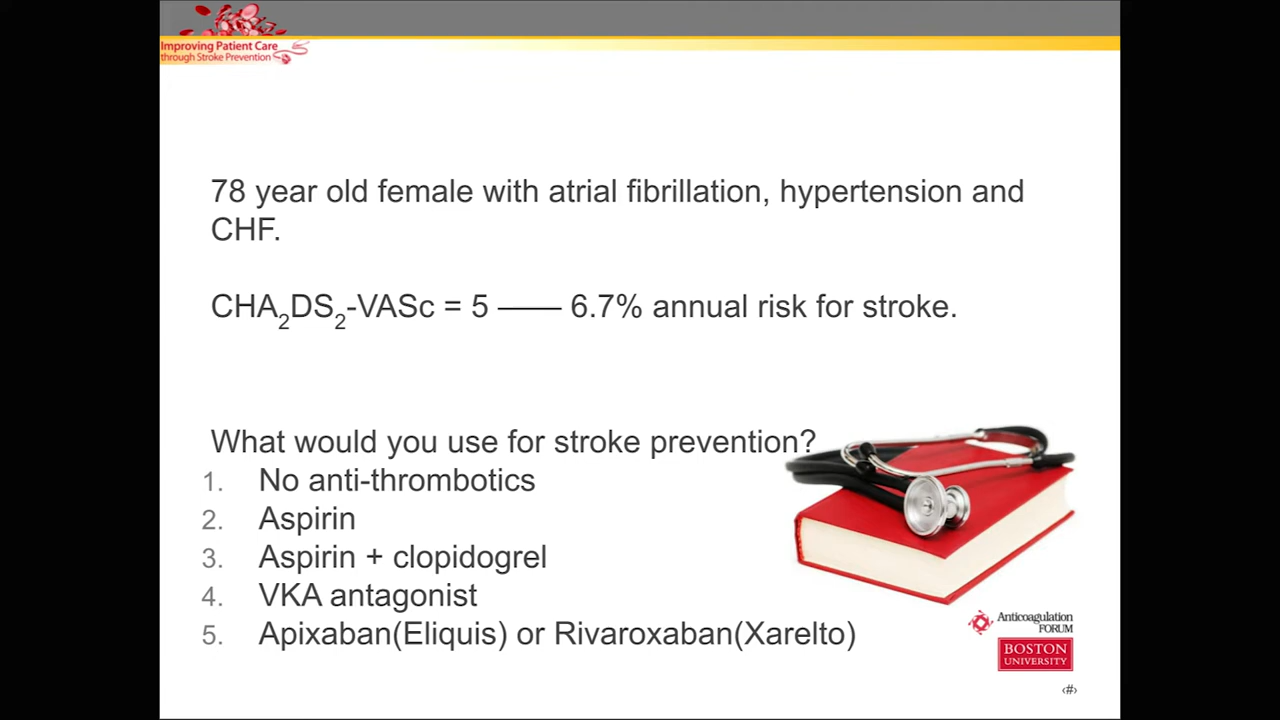 Improving Patient Care
through Stroke Prevention
78 year old female with atrial fibrillation, hypertension and
CHF.
CHA₂DS₂-VASc = 5 —— 6.7% annual risk for stroke.
What would you use for stroke prevention?
1. No anti-thrombotics
2. Aspirin
3. Aspirin + clopidogrel
4. VKA antagonist
5. Apixaban(Eliquis) or Rivaroxaban(Xarelto)
Anticoagulation
FORUM
BOSTON
UNIVERSITY
‹#›